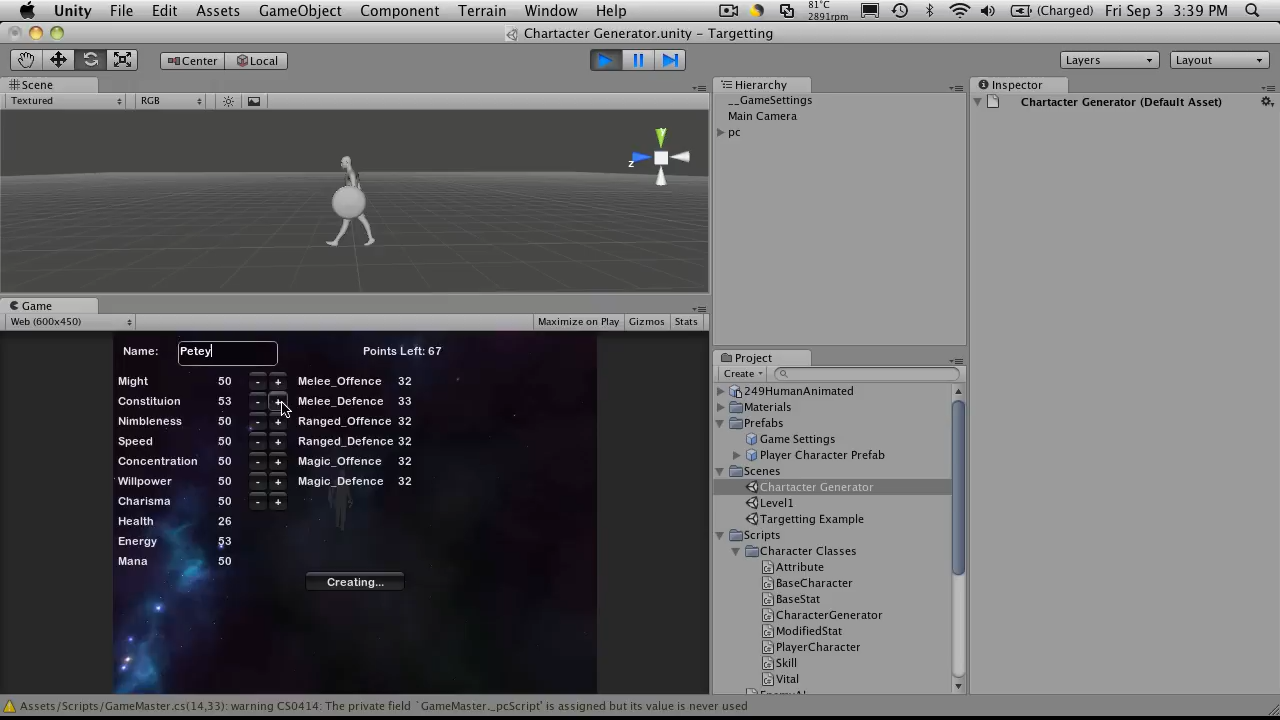 Unity File Edit Assets GameObject Component Terrain Window Help 81°C 2891rpm (Charged) Fri Sep 3 3:39 PM
Chartacter Generator.unity - Targetting
Center Local Layers Layout
Scene
Textured RGB
y
z
Game
Web (600x450) Maximize on Play Gizmos Stats
Name: Petey Points Left: 67
Might 50 - + Melee_Offence 32
Constituion 53 - + Melee_Defence 33
Nimbleness 50 - + Ranged_Offence 32
Speed 50 - + Ranged_Defence 32
Concentration 50 - + Magic_Offence 32
Willpower 50 - + Magic_Defence 32
Charisma 50 - +
Health 26
Energy 53
Mana 50
Creating...
Hierarchy
__GameSettings
Main Camera
pc
Project
Create
249HumanAnimated
Materials
Prefabs
Game Settings
Player Character Prefab
Scenes
Chartacter Generator
Level1
Targetting Example
Scripts
Character Classes
Attribute
BaseCharacter
BaseStat
CharacterGenerator
ModifiedStat
PlayerCharacter
Skill
Vital
EnemyAI
Inspector
Chartacter Generator (Default Asset)
Assets/Scripts/GameMaster.cs(14,33): warning CS0414: The private field `GameMaster._pcScript' is assigned but its value is never used